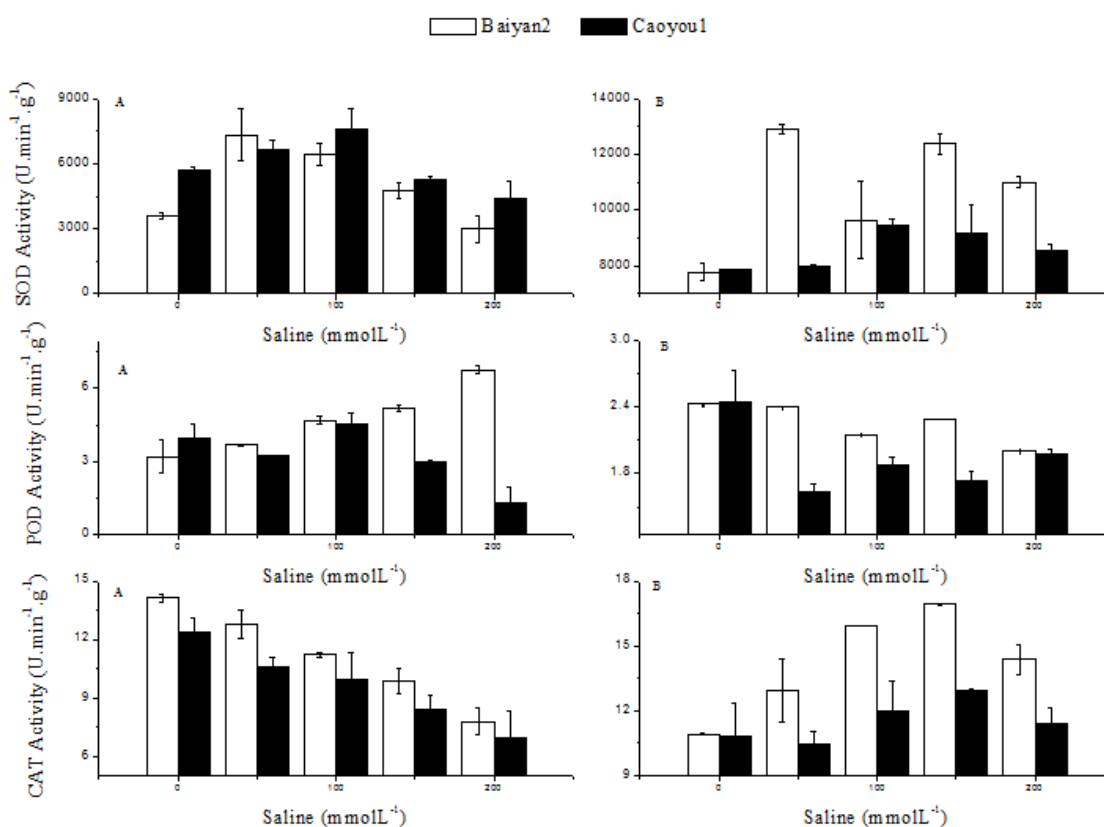 Baiyan2 Caoyou1
SOD Activity (U.min⁻¹.g⁻¹)
A
9000
6000
3000
0
0 100 200
Saline (mmolL⁻¹)
B
14000
12000
10000
8000
0 100 200
Saline (mmolL⁻¹)
POD Activity (U.min⁻¹.g⁻¹)
A
6
3
0
0 100 200
Saline (mmolL⁻¹)
B
3.0
2.4
1.8
0 100 200
Saline (mmolL⁻¹)
CAT Activity (U.min⁻¹.g⁻¹)
A
15
12
9
6
0 100 200
Saline (mmolL⁻¹)
B
18
15
11
9
0 100 200
Saline (mmolL⁻¹)